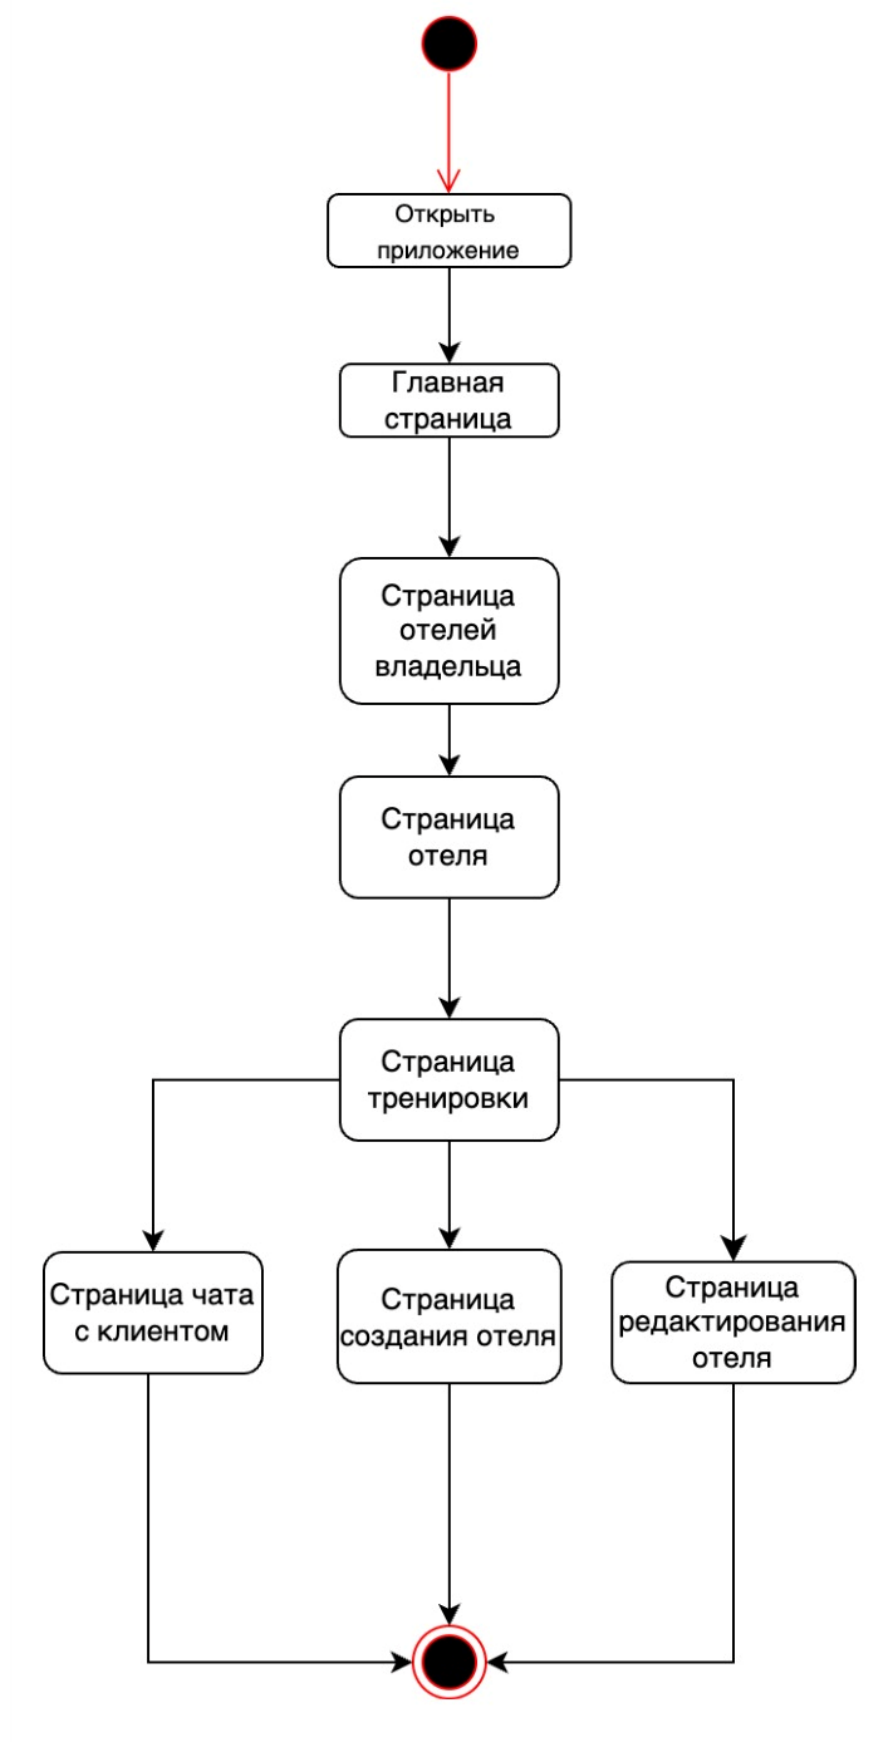 Открыть
приложение
Главная
страница
Страница
отелей
владельца
Страница
отеля
Страница
тренировки
Страница чата
с клиентом
Страница
создания отеля
Страница
редактирования
отеля